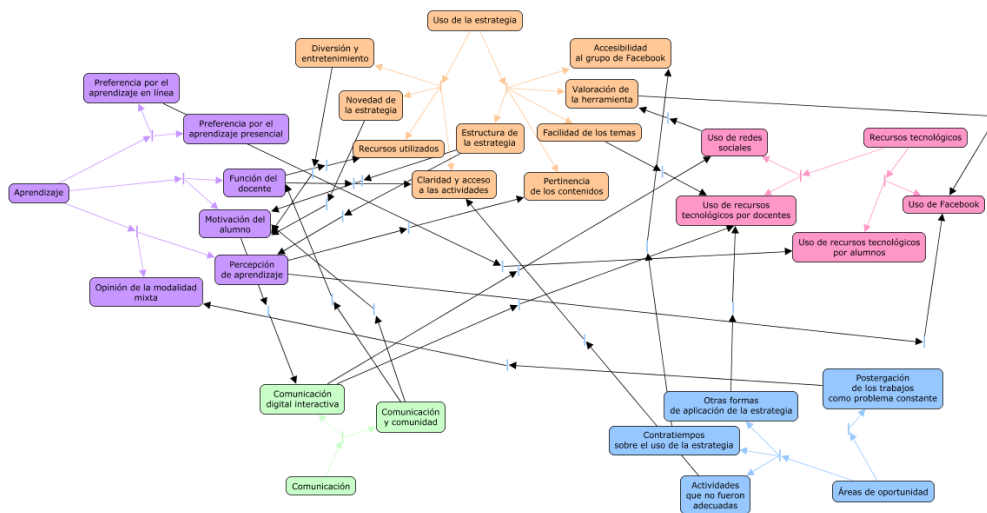 Uso de la estrategia
Diversión y
entretenimiento
Accesibilidad
al grupo de Facebook
Preferencia por el
aprendizaje en línea
Novedad de
la estrategia
Valoración de
la herramienta
Preferencia por el
aprendizaje presencial
Recursos utilizados
Estructura de
la estrategia
Facilidad de los temas
Uso de redes
sociales
Recursos tecnológicos
Aprendizaje
Función del
docente
Claridad y acceso
a las actividades
Pertinencia
de los contenidos
Uso de recursos
tecnológicos por docentes
Uso de Facebook
Motivación del
alumno
Uso de recursos tecnológicos
por alumnos
Percepción
de aprendizaje
Opinión de la modalidad
mixta
Comunicación
digital interactiva
Comunicación
y comunidad
Otras formas
de aplicación de la estrategia
Postergación
de los trabajos
como problema constante
Contratiempos
sobre el uso de la estrategia
Comunicación
Actividades
que no fueron
adecuadas
Áreas de oportunidad